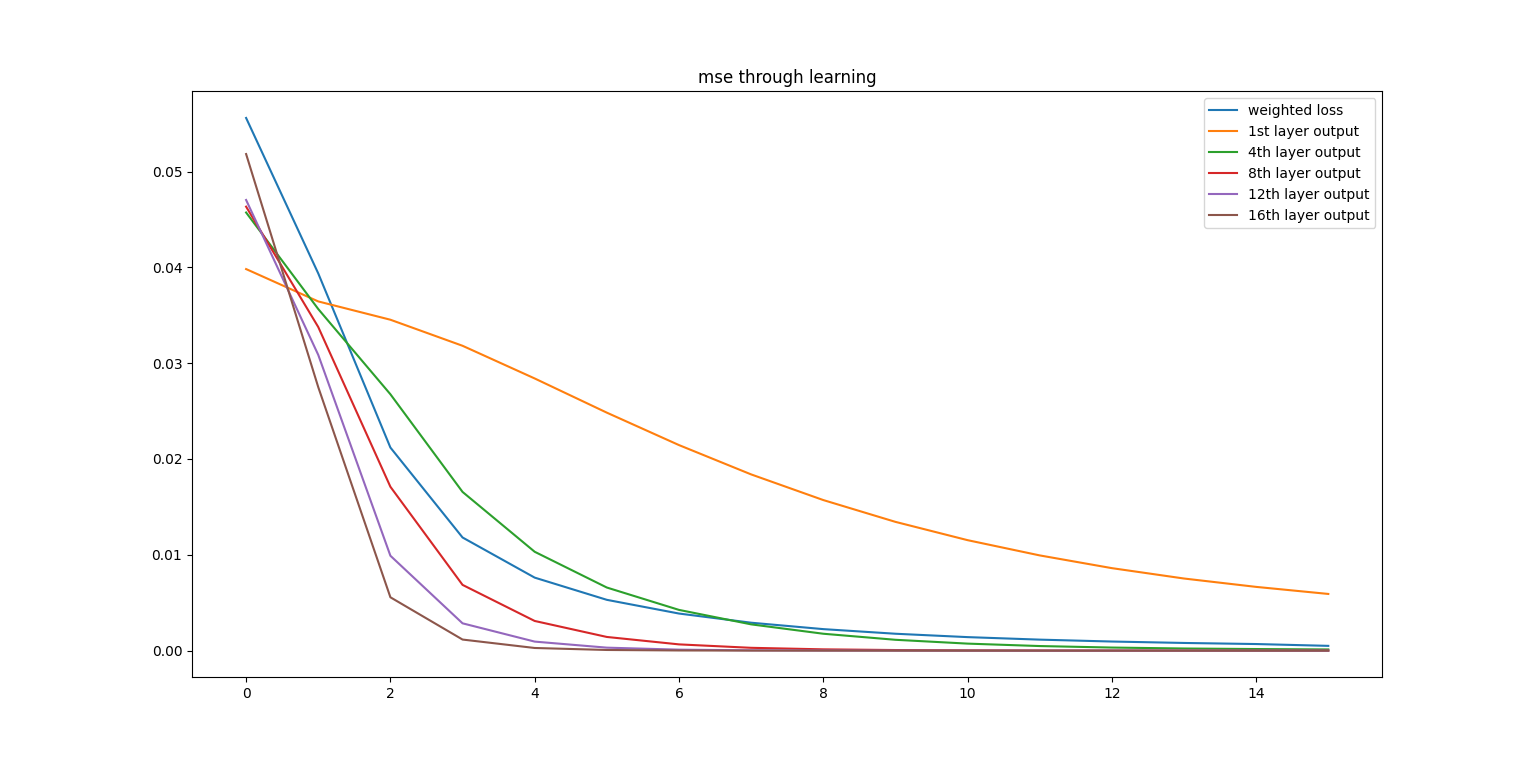 mse through learning
weighted loss
1st layer output
4th layer output
8th layer output
12th layer output
16th layer output
0.05
0.04
0.03
0.02
0.01
0.00
0 2 4 6 8 10 12 14